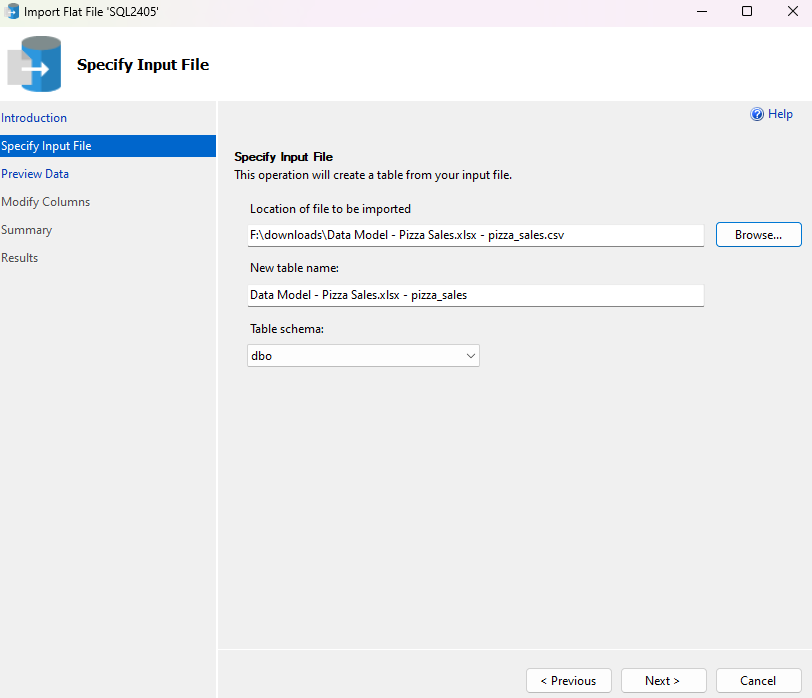 Import Flat File 'SQL2405'
Specify Input File
Introduction
Specify Input File
Preview Data
Modify Columns
Summary
Results
Help
Specify Input File
This operation will create a table from your input file.
Location of file to be imported
F:\downloads\Data Model - Pizza Sales.xlsx - pizza_sales.csv
Browse...
New table name:
Data Model - Pizza Sales.xlsx - pizza_sales
Table schema:
dbo
< Previous
Next >
Cancel